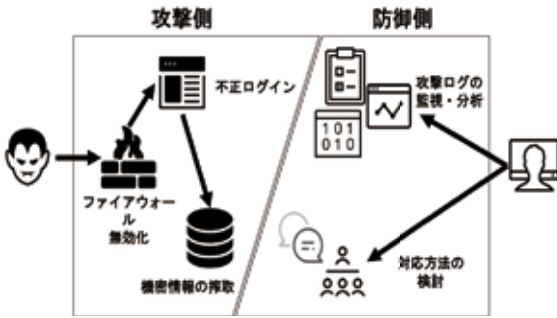 攻撃側
防御側
不正ログイン
ファイアウォー
ル
無効化
機密情報の搾取
攻撃ログの
監視・分析
101
010
対応方法の
検討